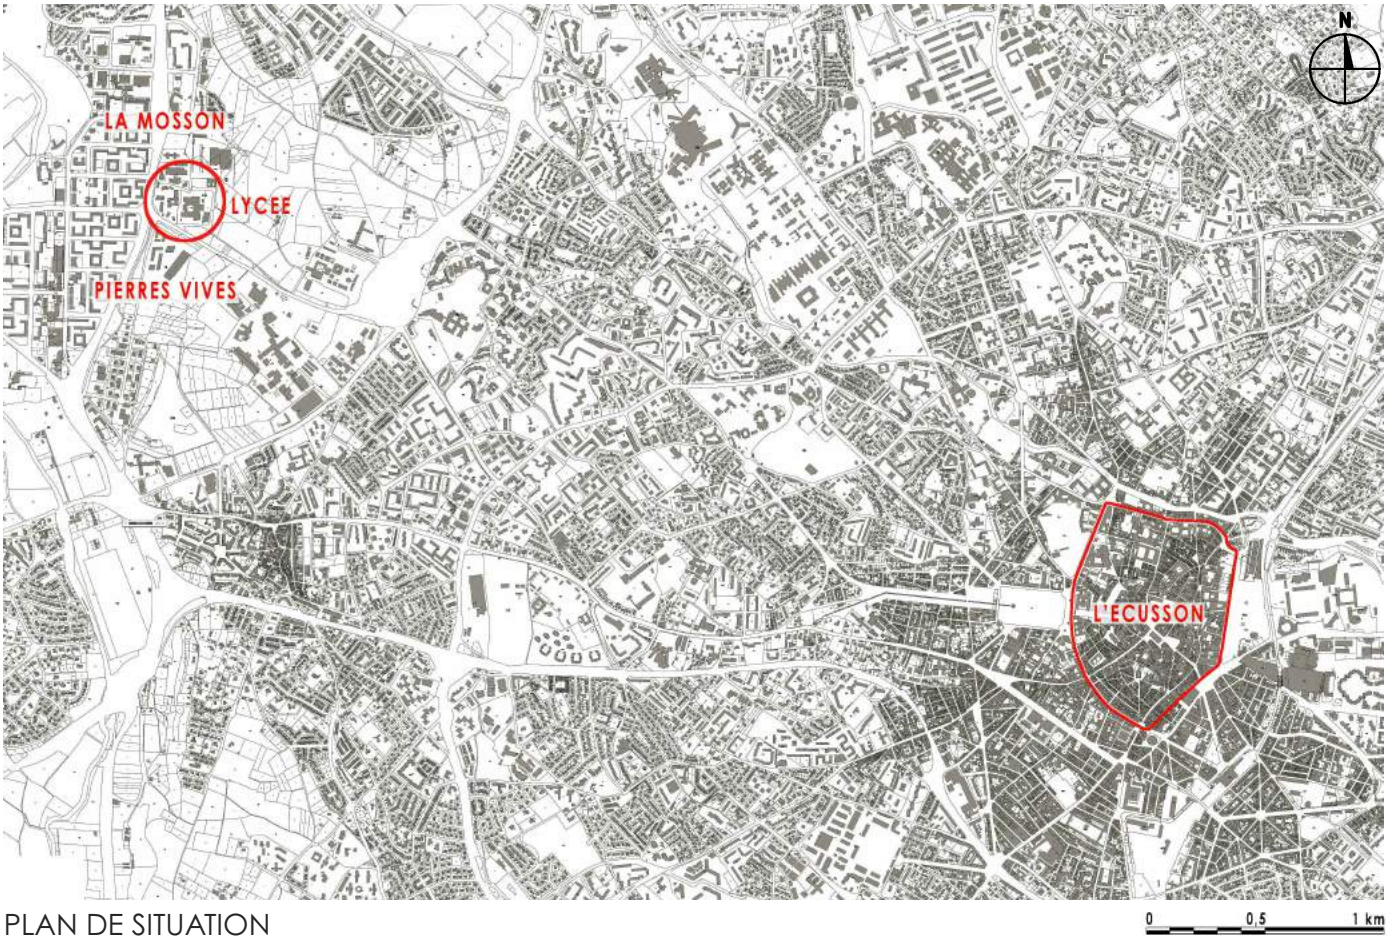 N
LA MOSSON
LYCEE
PIERRES VIVES
L'ECUSSON
PLAN DE SITUATION
0 0,5 1 km